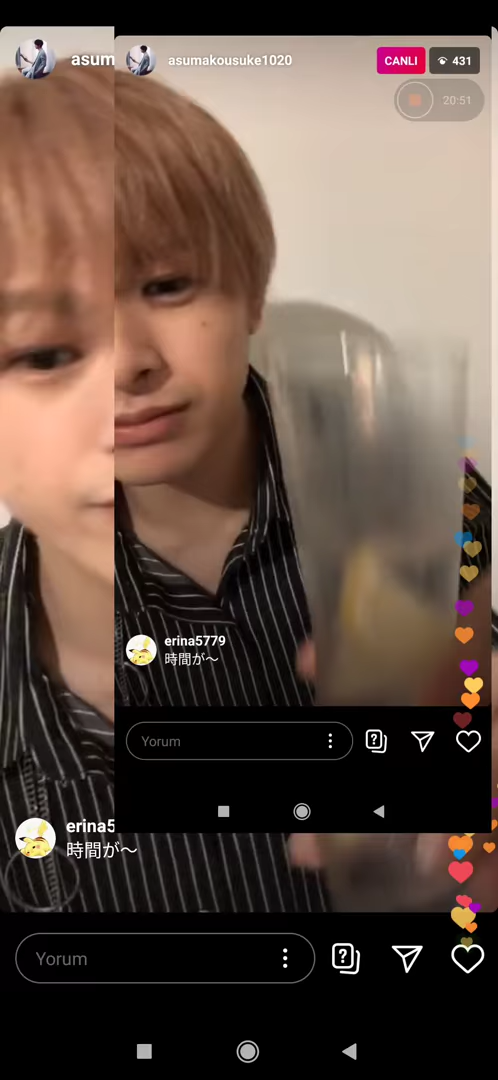 asum
asumakousuke1020
CANLI
431
20:51
erina5779
時間が〜
Yorum
erina5
時間が〜
Yorum